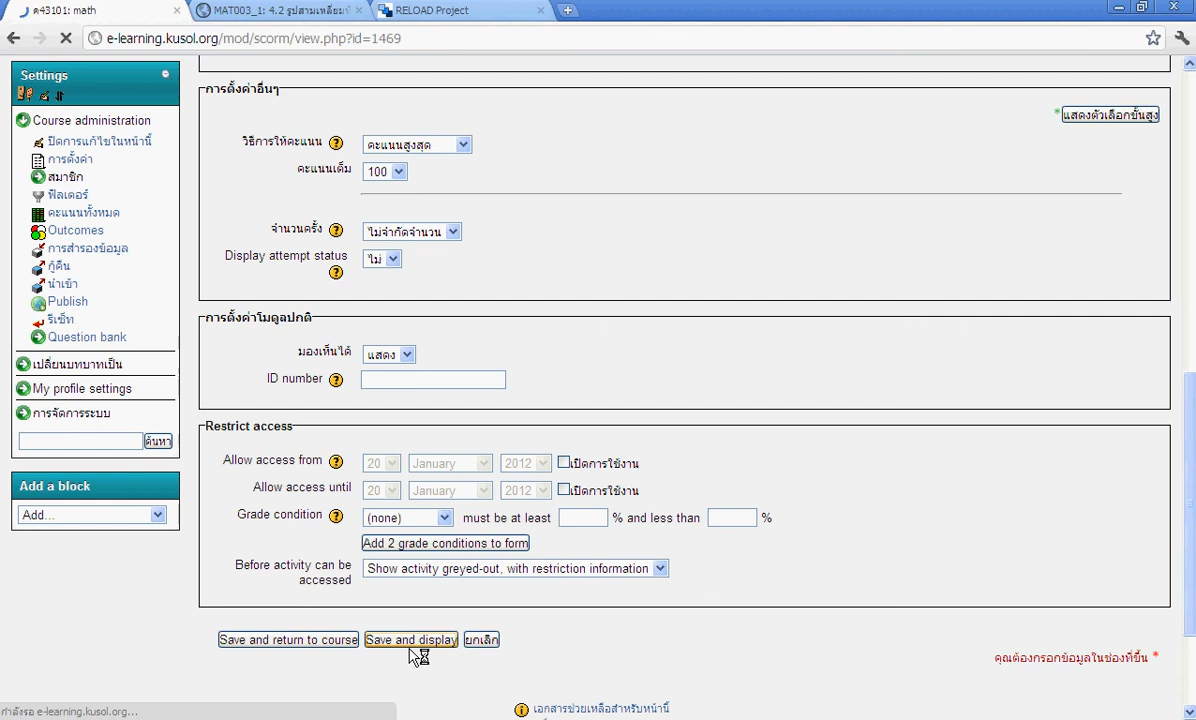 ค43101: math
MAT003_1: 4.2 รูปสามเหลี่ยมที
RELOAD Project
e-learning.kusol.org/mod/scorm/view.php?id=1469
Settings
Course administration
ปิดการแก้ไขในหน้านี้
การตั้งค่า
สมาชิก
ฟิลเตอร์
คะแนนทั้งหมด
Outcomes
การสำรองข้อมูล
กู้คืน
นำเข้า
Publish
รีเซ็ท
Question bank
เปลี่ยนบทบาทเป็น
My profile settings
การจัดการระบบ
ค้นหา
Add a block
Add...
การตั้งค่าอื่นๆ
* แสดงตัวเลือกขั้นสูง
วิธีการให้คะแนน คะแนนสูงสุด
คะแนนเต็ม 100
จำนวนครั้ง ไม่จำกัดจำนวน
Display attempt status ไม่
การตั้งค่าโมดูลปกติ
มองเห็นได้ แสดง
ID number
Restrict access
Allow access from 20 January 2012 เปิดการใช้งาน
Allow access until 20 January 2012 เปิดการใช้งาน
Grade condition (none) must be at least % and less than %
Add 2 grade conditions to form
Before activity can be accessed Show activity greyed-out, with restriction information
Save and return to course Save and display ยกเลิก
คุณต้องกรอกข้อมูลในช่องที่ขึ้น *
เอกสารช่วยเหลือสำหรับหน้านี้
กำลังรอ e-learning.kusol.org...